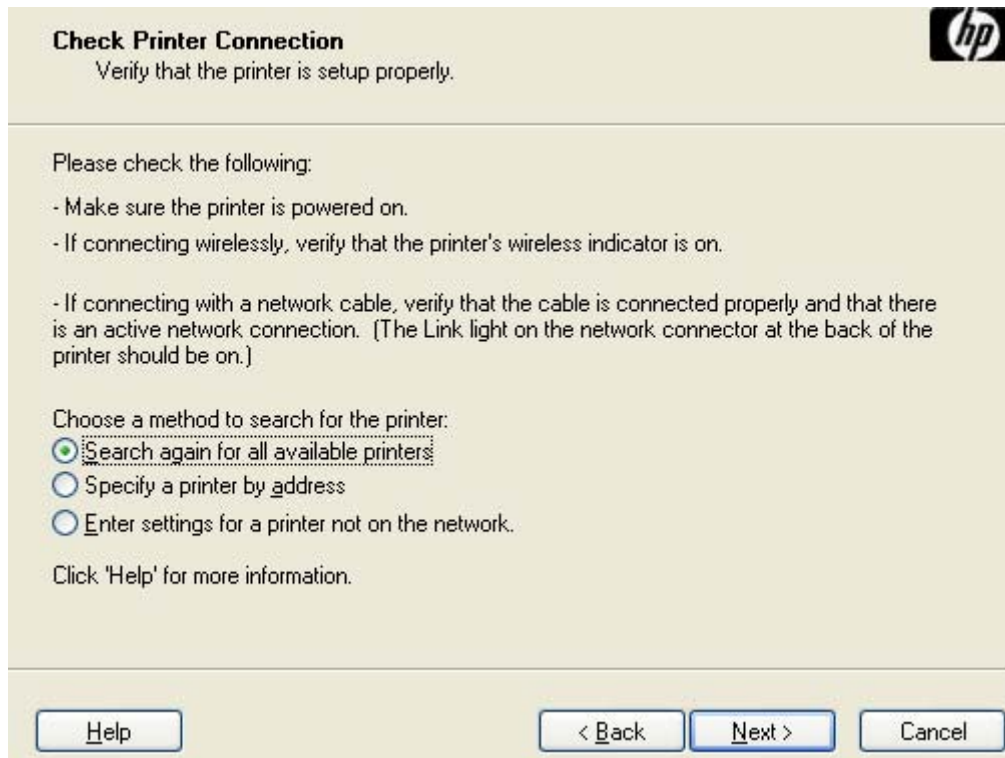 Check Printer Connection
hp
Verify that the printer is setup properly.
Please check the following:
- Make sure the printer is powered on.
- If connecting wirelessly, verify that the printer's wireless indicator is on.
- If connecting with a network cable, verify that the cable is connected properly and that there
is an active network connection.  (The Link light on the network connector at the back of the
printer should be on.)
Choose a method to search for the printer:
Search again for all available printers
Specify a printer by address
Enter settings for a printer not on the network.
Click 'Help' for more information.
Help
< Back
Next >
Cancel